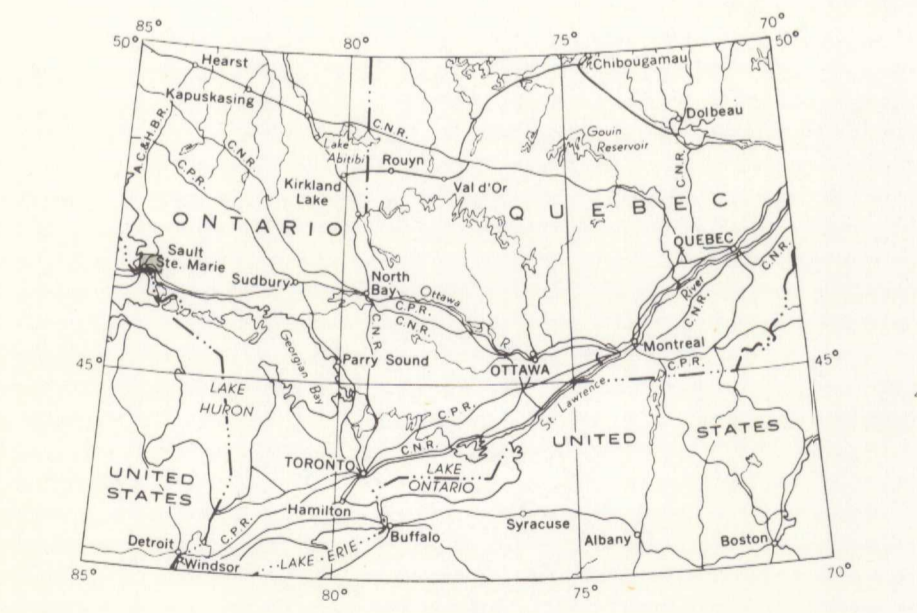 85°
80°
75°
70°
50°
50°
Hearst
Chibougamau
Kapuskasing
Dolbeau
C.N.R.
A.C.&H.B.R.
C.N.R.
Lake
Abitibi
Gouin
Reservoir
C.P.R.
Rouyn
C.N.R.
Kirkland
Lake
Val d'Or
ONTARIO
QUEBEC
QUEBEC
Sault
Ste. Marie
C.N.R.
Sudbury
North
Bay
Ottawa
River
C.P.R.
C.N.R.
C.N.R.
R.
C.N.R.
Georgian
Bay
Parry Sound
OTTAWA
Montreal
C.P.R.
45°
45°
LAKE
HURON
St. Lawrence
C.P.R.
C.N.R.
UNITED
STATES
TORONTO
LAKE
ONTARIO
UNITED
STATES
Hamilton
C.P.R.
Syracuse
Buffalo
Albany
Boston
Detroit
Windsor
LAKE ERIE
85°
80°
75°
70°